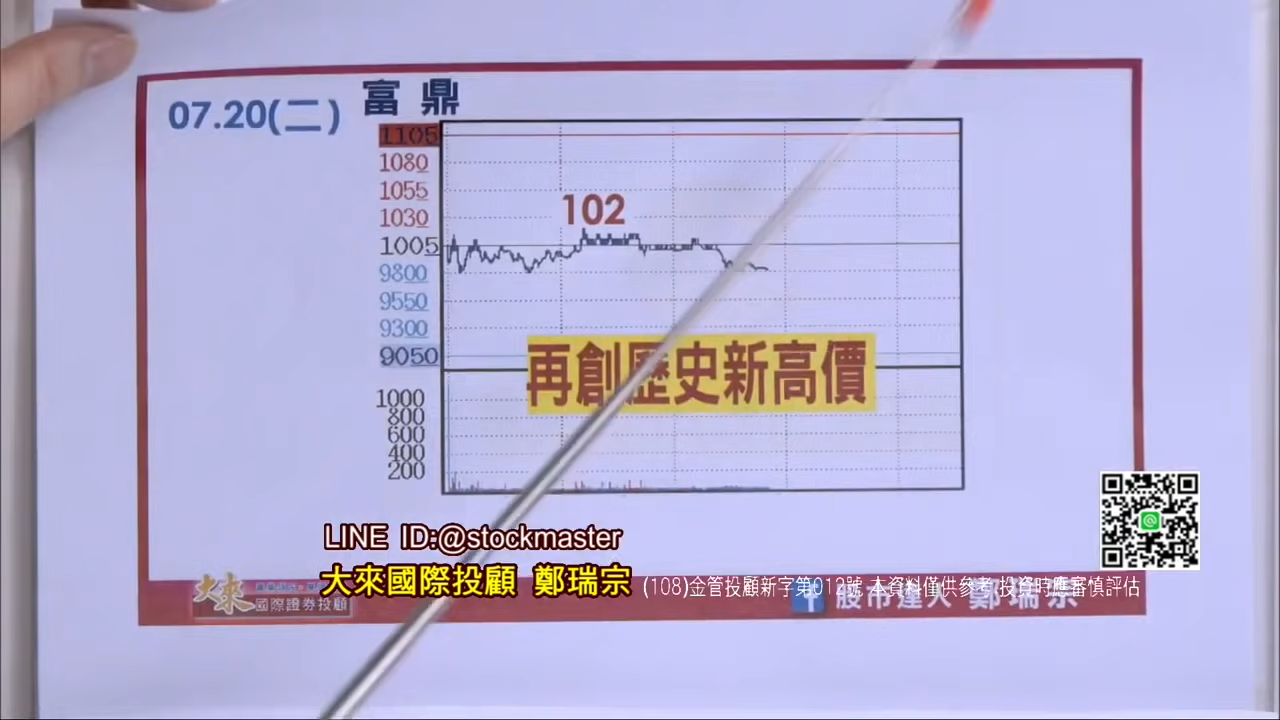 07.20(二)
富鼎
1105
1080
1055
1030
1005
9800
9550
9300
9050
102
再創歷史新高價
1000
800
600
400
200
LINE ID:@stockmaster
大來國際投顧 鄭瑞宗
(108)金管投顧新字第012號 本資料僅供參考,投資時應審慎評估
大來
國際證券投顧
股市達人 鄭瑞宗